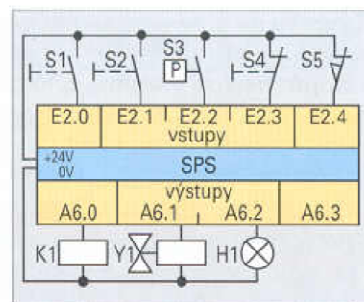 S1 S2 S3 S4 S5
P
E2.0 E2.1 E2.2 E2.3 E2.4
vstupy
+24V
0V
SPS
výstupy
A6.0 A6.1 A6.2 A6.3
K1 Y1 H1